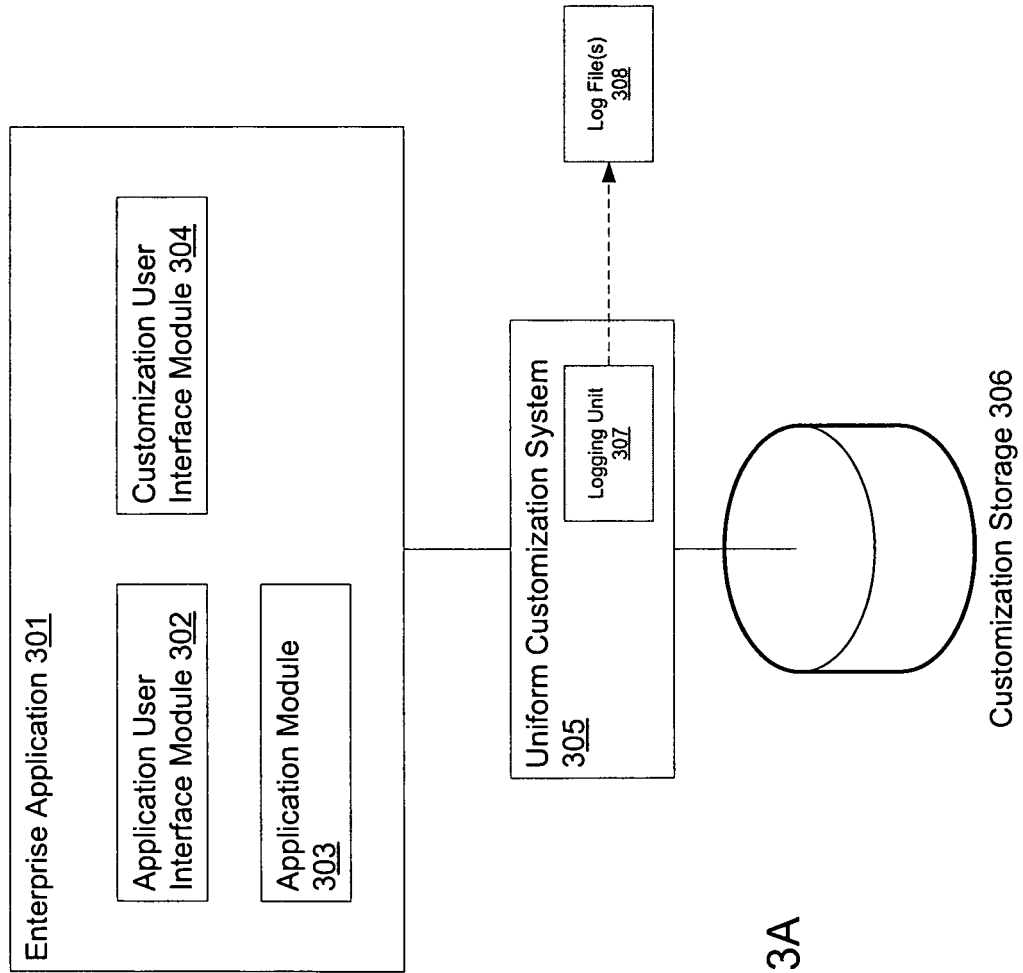 Enterprise Application 301
Application User
Interface Module 302
Customization User
Interface Module 304
Application Module
303
Uniform Customization System
305
Logging Unit
307
Log File(s)
308
Customization Storage 306
3A